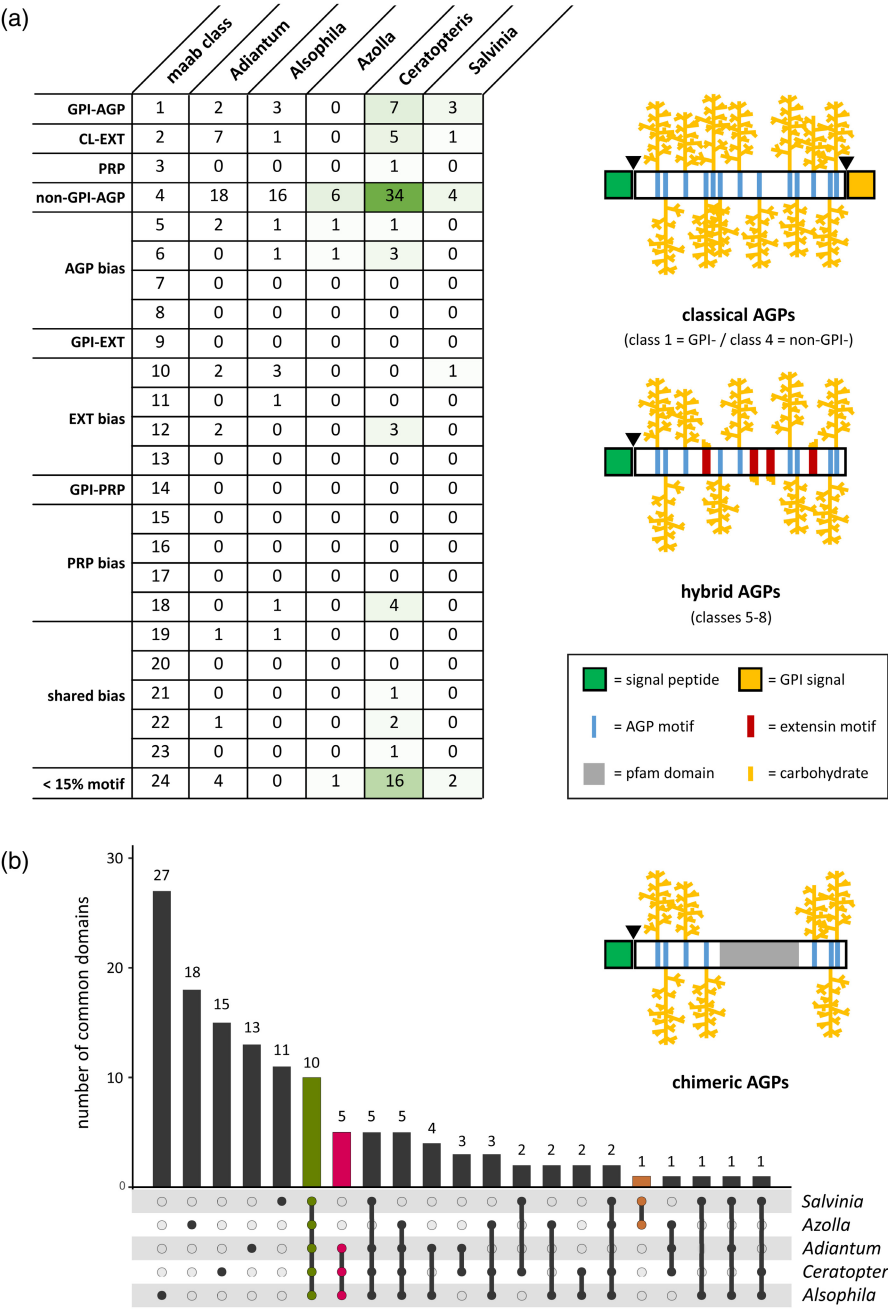 (a)
maab class Adiantum Alsophila Azolla Ceratopteris Salvinia
GPI-AGP 1 2 3 0 7 3
CL-EXT 2 7 1 0 5 1
PRP 3 0 0 0 1 0
non-GPI-AGP 4 18 16 6 34 4
5 2 1 1 1 0
AGP bias 6 0 1 1 3 0
7 0 0 0 0 0
8 0 0 0 0 0
GPI-EXT 9 0 0 0 0 0
10 2 3 0 0 1
EXT bias 11 0 1 0 0 0
12 2 0 0 3 0
13 0 0 0 0 0
GPI-PRP 14 0 0 0 0 0
15 0 0 0 0 0
PRP bias 16 0 0 0 0 0
17 0 0 0 0 0
18 0 1 0 4 0
19 1 1 0 0 0
20 0 0 0 0 0
shared bias 21 0 0 0 1 0
22 1 0 0 2 0
23 0 0 0 1 0
< 15% motif 24 4 0 1 16 2
classical AGPs
(class 1 = GPI- / class 4 = non-GPI-)
hybrid AGPs
(classes 5-8)
= signal peptide = GPI signal
= AGP motif = extensin motif
= pfam domain = carbohydrate
(b)
number of common domains
30
20
10
0
27 18 15 13 11 10 5 5 5 4 3 3 2 2 2 2 1 1 1 1 1
chimeric AGPs
Salvinia
Azolla
Adiantum
Ceratopter
Alsophila